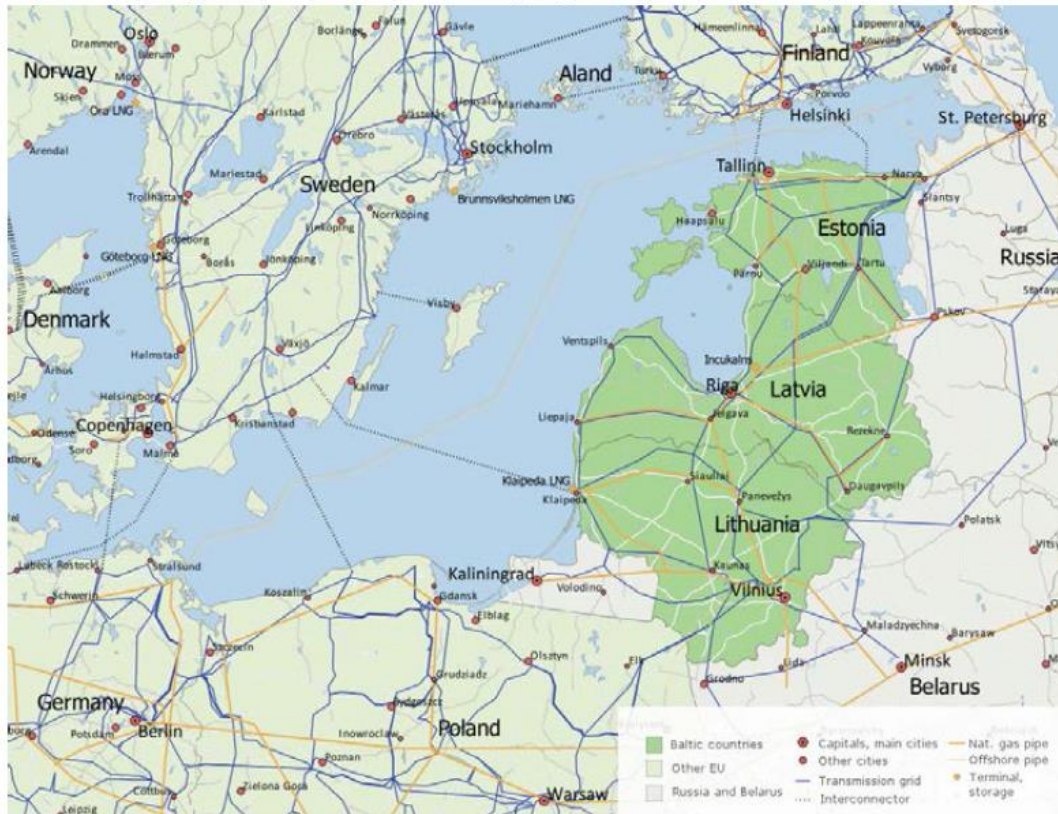 Falun
Borlänge
Gävle
Oslo
Drammen
Hämeenlinna
Lahti
Lappeenranta
Kouvola
Svetogorsk
Finland
Norway
Moss
Skien
Ora LNG
Turku
Aland
Mariehamn
Vyborg
Porvoo
Helsinki
Karlstad
Västerås
Örebro
Stockholm
St. Petersburg
Arendal
Mariestad
Sweden
Trollhättan
Norrköping
Brunnsviksholmen LNG
Linköping
Tallinn
Narva
Slantsy
Haapsalu
Estonia
Luga
Russia
Göteborg
Göteborg LNG
Borås
Jönköping
Parnu
Viljandi
Tartu
Staraya
Aalborg
Denmark
Visby
Pskov
Halmstad
Växjö
Ventspils
Incukalns
Århus
Kalmar
Riga
Latvia
Helsingborg
Copenhagen
Kristianstad
Liepaja
Jelgava
Rezekne
Odense
Soro
Malmö
Klaipeda LNG
Klaipeda
Siauliai
Panevežys
Daugavpils
Lithuania
Polatsk
Lubeck
Rostock
Stralsund
Kaliningrad
Volodino
Kaunas
Vilnius
Schwerin
Koszalin
Gdansk
Elblag
Maladzyechna
Barysaw
Szczecin
Olsztyn
Elk
Lida
Minsk
Grodno
Belarus
Germany
Grudziadz
Bydgoszcz
Potsdam
Berlin
Inowroclaw
Poland
Poznan
Cottbus
Zielona Gora
Warsaw
Leipzig
Baltic countries
Other EU
Russia and Belarus
Capitals, main cities
Other cities
Transmission grid
Interconnector
Nat. gas pipe
Offshore pipe
Terminal,
storage